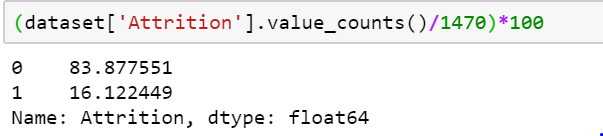 (dataset['Attrition'].value_counts()/1470)*100
0    83.877551
1    16.122449
Name: Attrition, dtype: float64